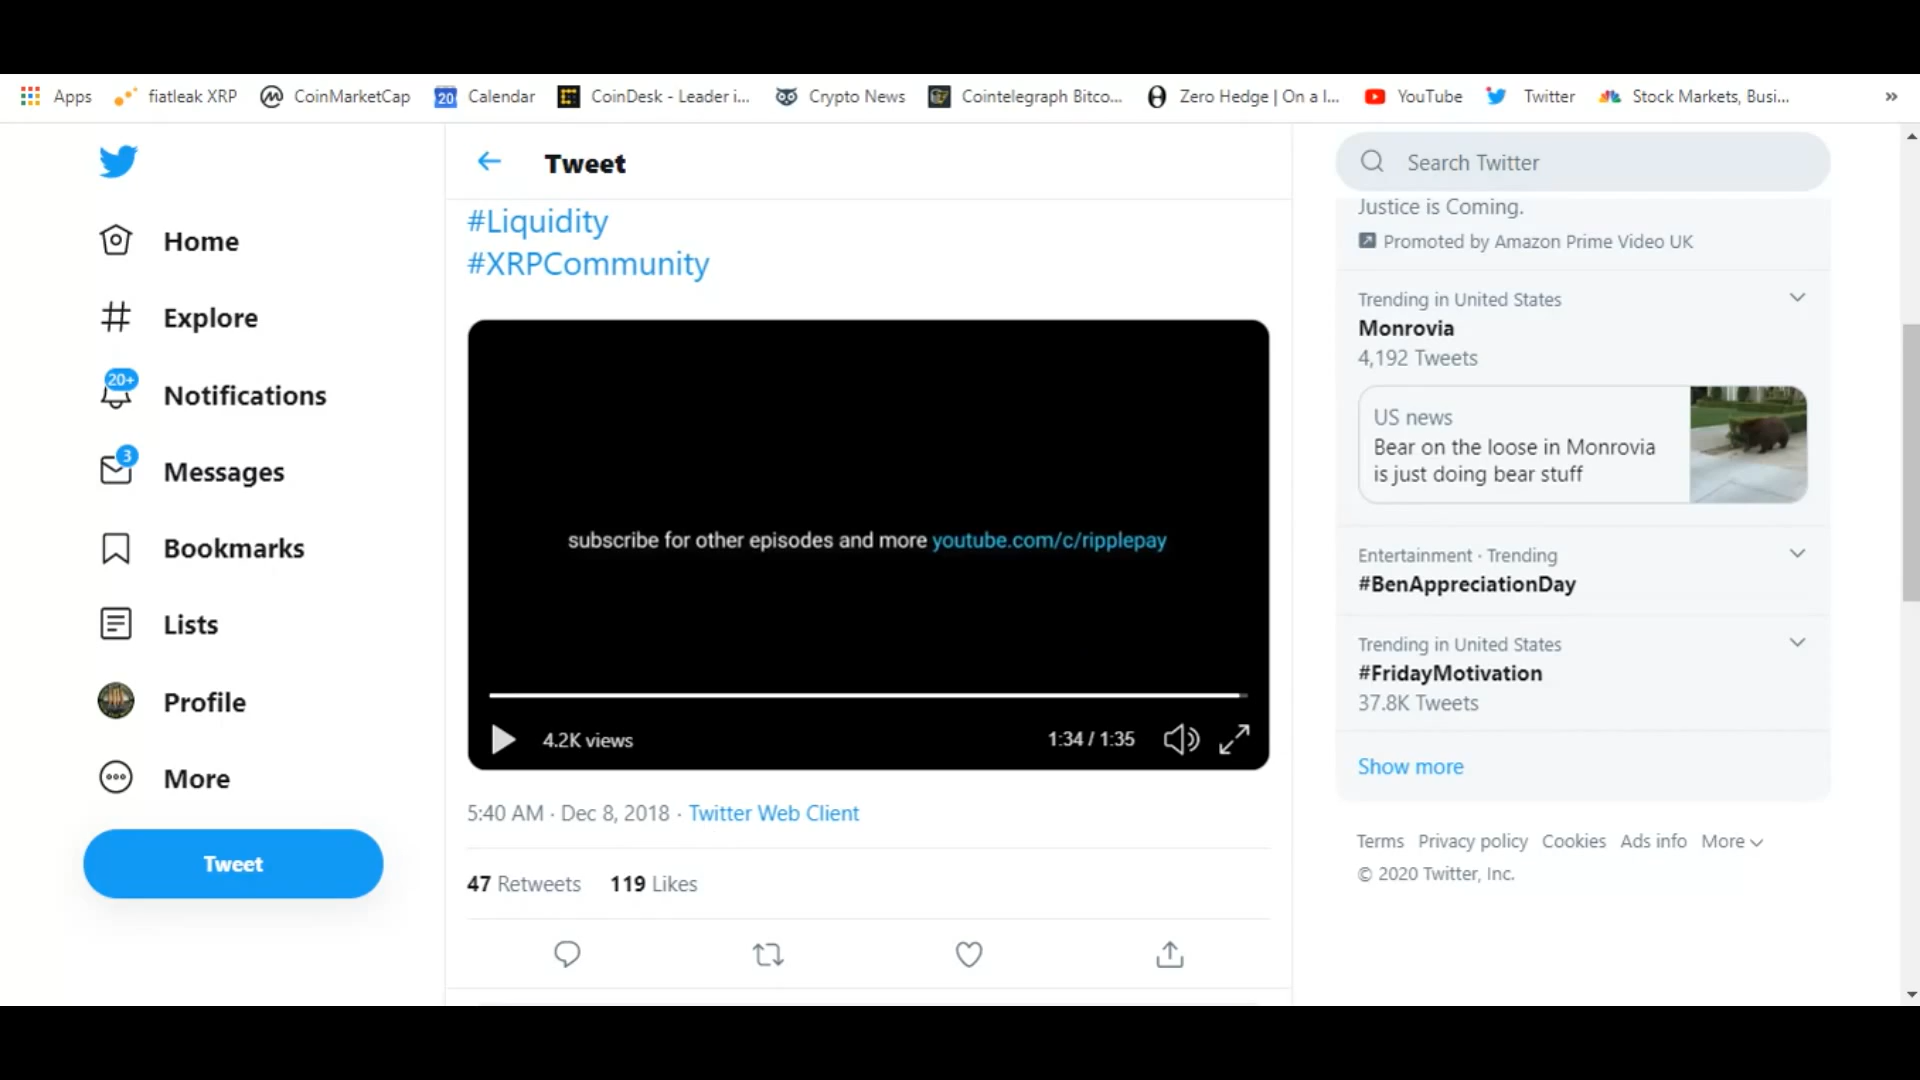 Apps
fiatleak XRP
CoinMarketCap
20
Calendar
CoinDesk - Leader i...
Crypto News
Cointelegraph Bitco...
Zero Hedge | On a l...
YouTube
Twitter
Stock Markets, Busi...
»
Home
Explore
20+
Notifications
3
Messages
Bookmarks
Lists
Profile
More
Tweet
Tweet
#Liquidity
#XRPCommunity
subscribe for other episodes and more youtube.com/c/ripplepay
4.2K views
1:34 / 1:35
5:40 AM · Dec 8, 2018 · Twitter Web Client
47 Retweets 119 Likes
Search Twitter
Justice is Coming.
Promoted by Amazon Prime Video UK
Trending in United States
Monrovia
4,192 Tweets
US news
Bear on the loose in Monrovia
is just doing bear stuff
Entertainment · Trending
#BenAppreciationDay
Trending in United States
#FridayMotivation
37.8K Tweets
Show more
Terms Privacy policy Cookies Ads info More
© 2020 Twitter, Inc.